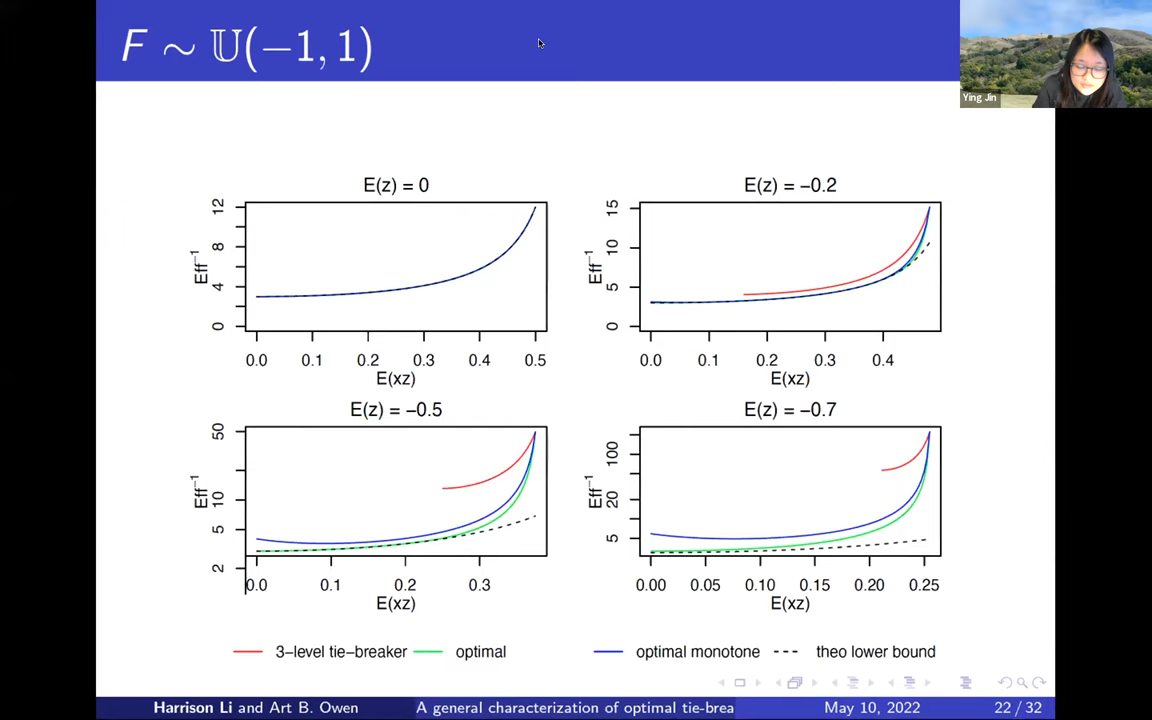 F ∼ 𝕌(−1, 1)
Ying Jin
E(z) = 0
12
8
4
0
Eff⁻¹
0.0 0.1 0.2 0.3 0.4 0.5
E(xz)
E(z) = −0.2
15
10
5
0
Eff⁻¹
0.0 0.1 0.2 0.3 0.4
E(xz)
E(z) = −0.5
50
10
5
2
Eff⁻¹
0.0 0.1 0.2 0.3
E(xz)
E(z) = −0.7
100
20
5
Eff⁻¹
0.00 0.05 0.10 0.15 0.20 0.25
E(xz)
3−level tie−breaker optimal optimal monotone theo lower bound
Harrison Li and Art B. Owen A general characterization of optimal tie-brea May 10, 2022 22 / 32